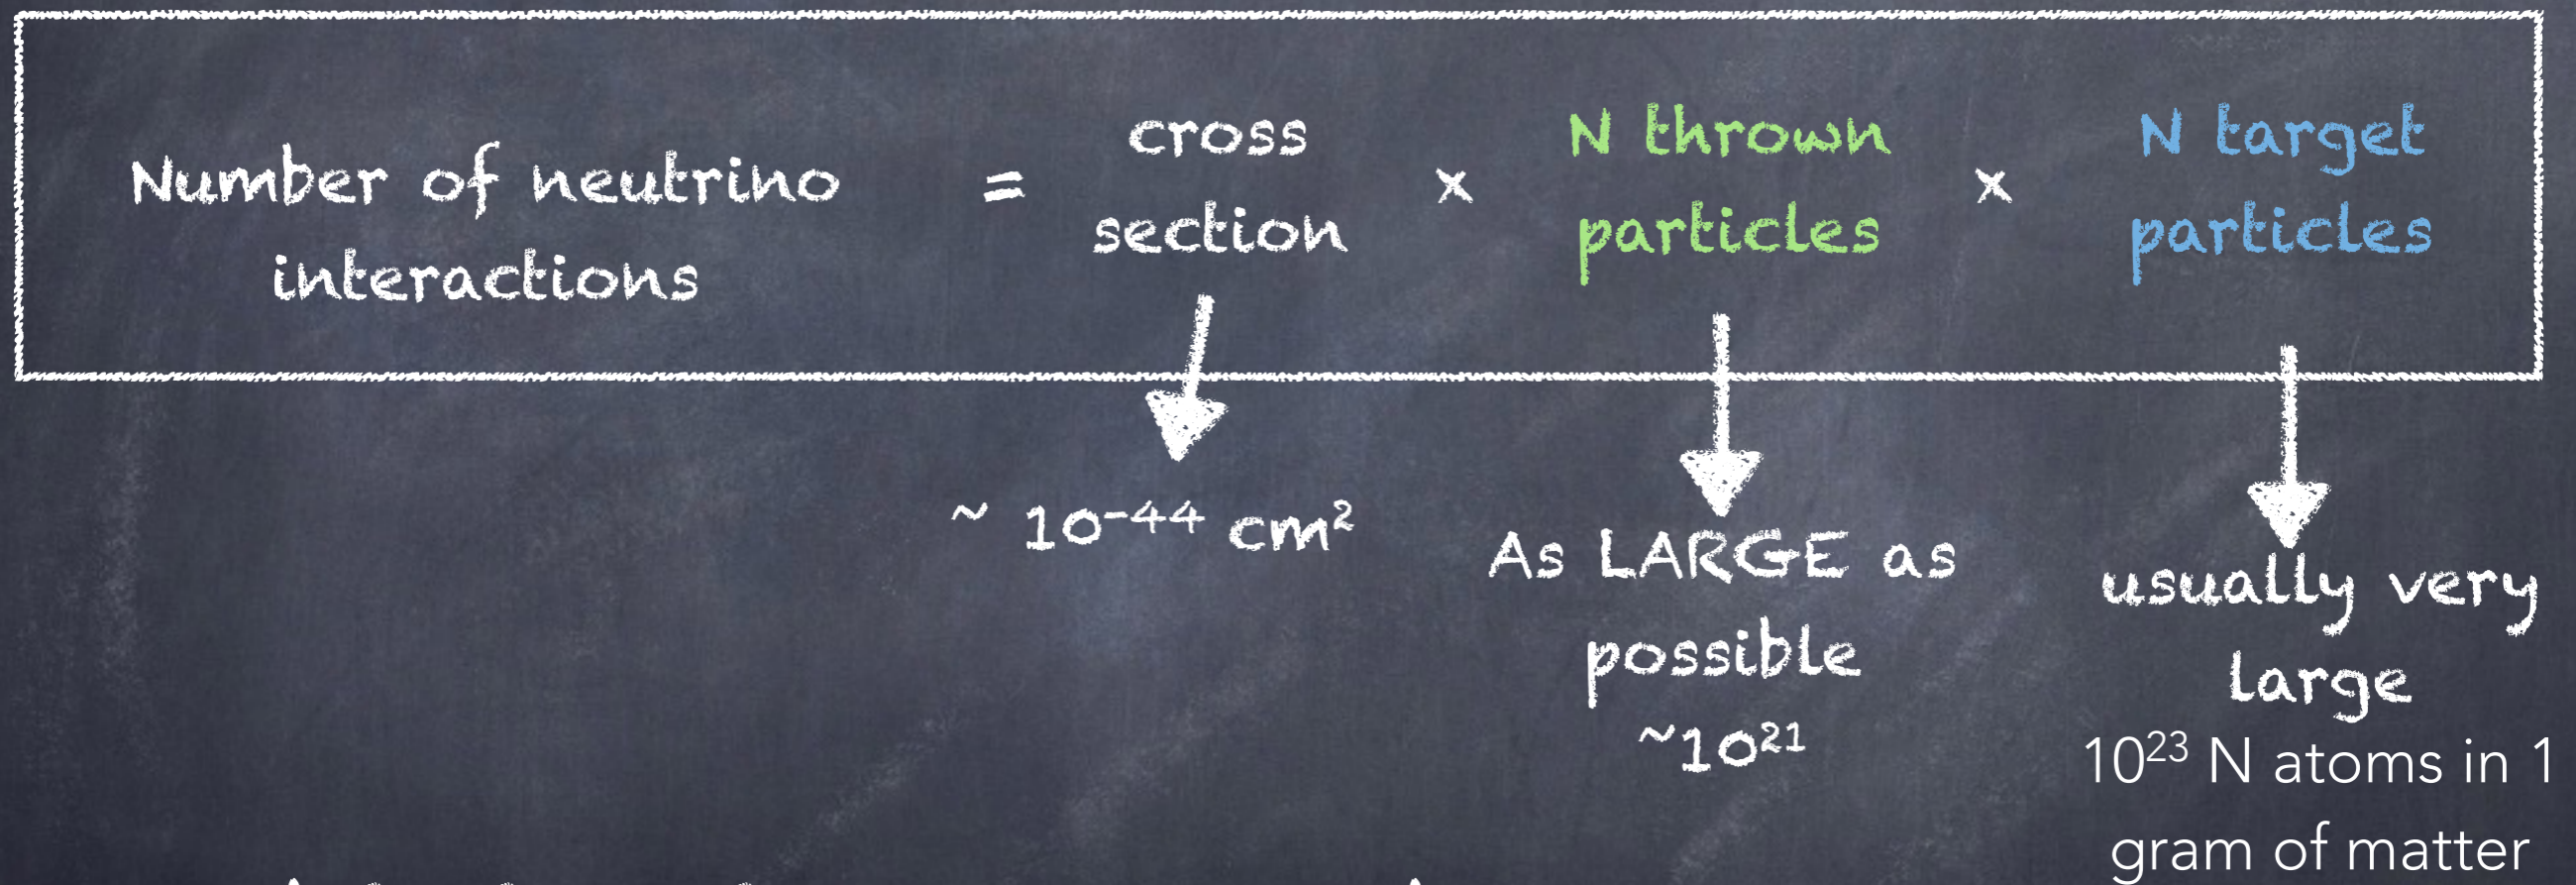 Number of neutrino
interactions
=
cross
section
x
N thrown
particles
x
N target
particles
~ 10⁻⁴⁴ cm²
As LARGE as
possible
~10²¹
usually very
large
10²³ N atoms in 1
gram of matter